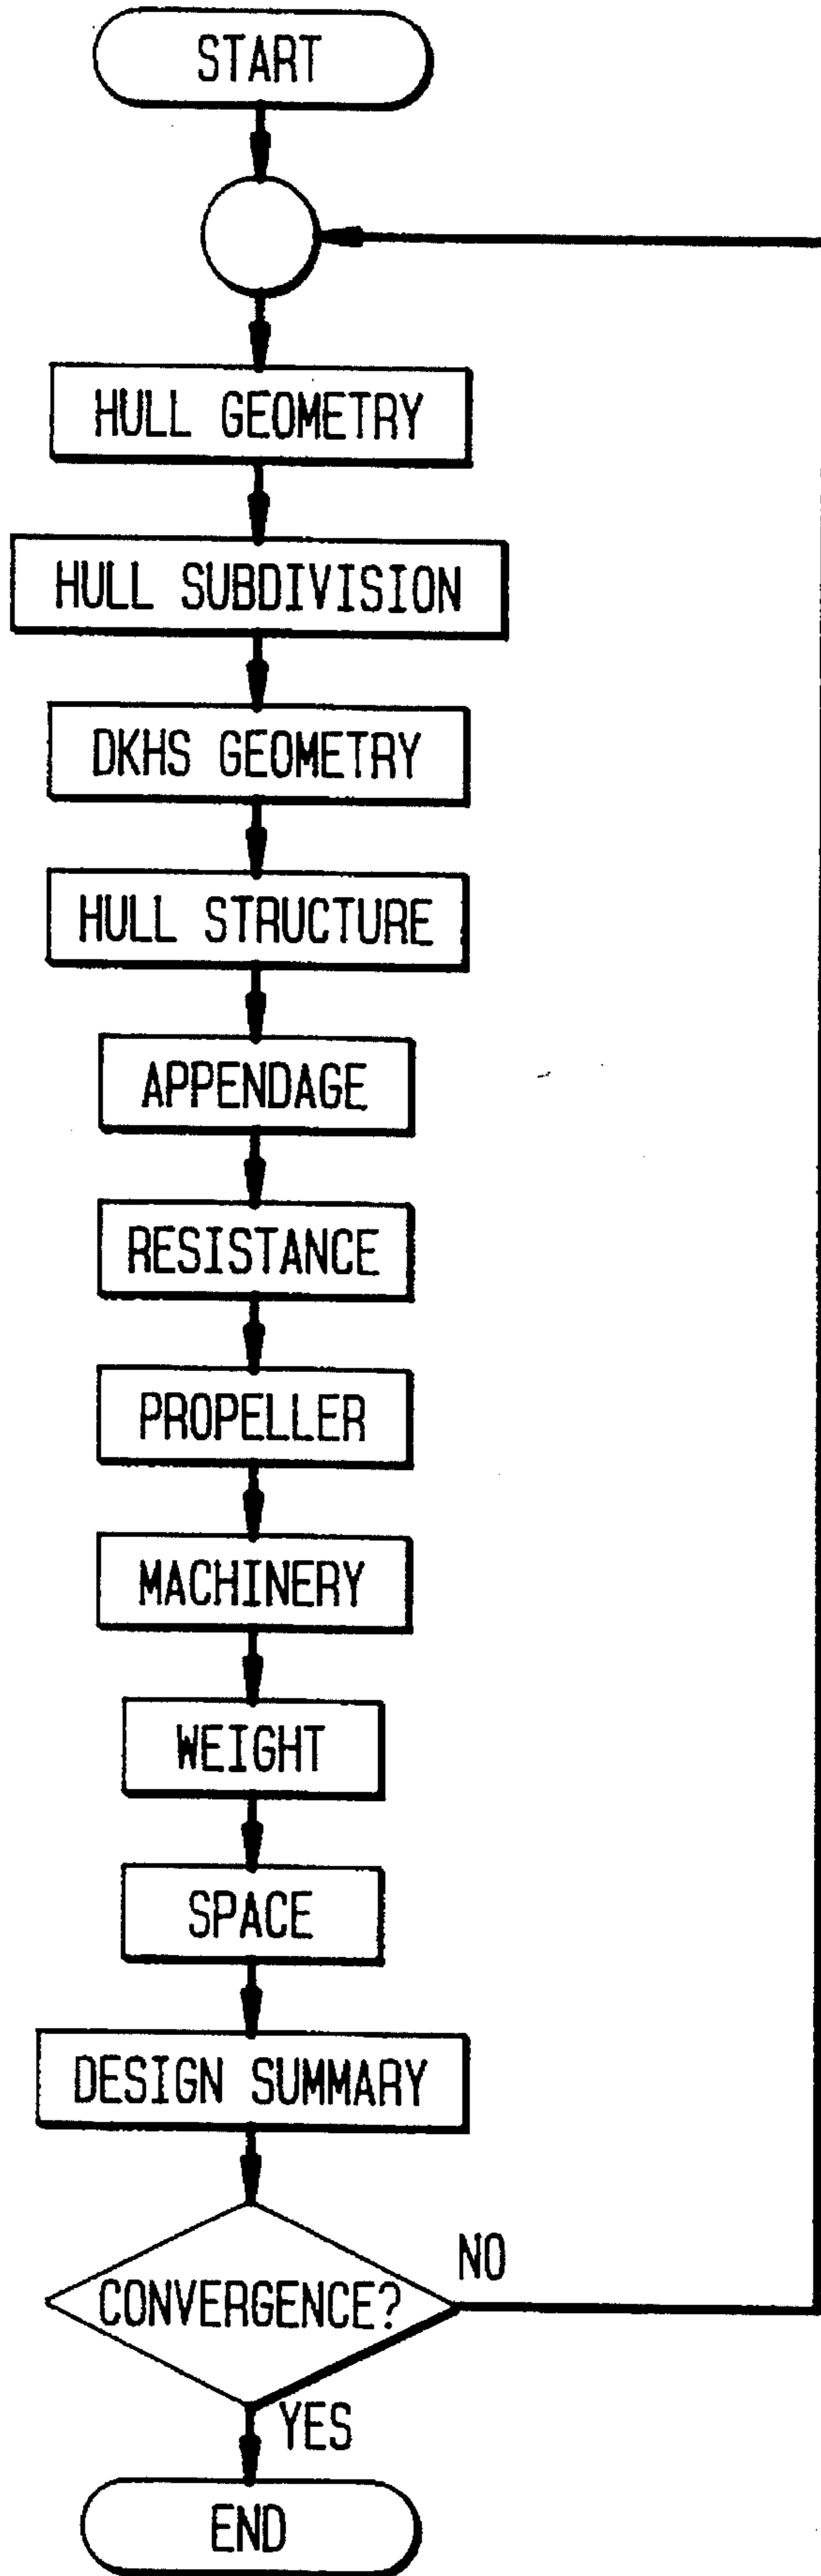 START
HULL GEOMETRY
HULL SUBDIVISION
DKHS GEOMETRY
HULL STRUCTURE
APPENDAGE
RESISTANCE
PROPELLER
MACHINERY
WEIGHT
SPACE
DESIGN SUMMARY
CONVERGENCE?
NO
YES
END